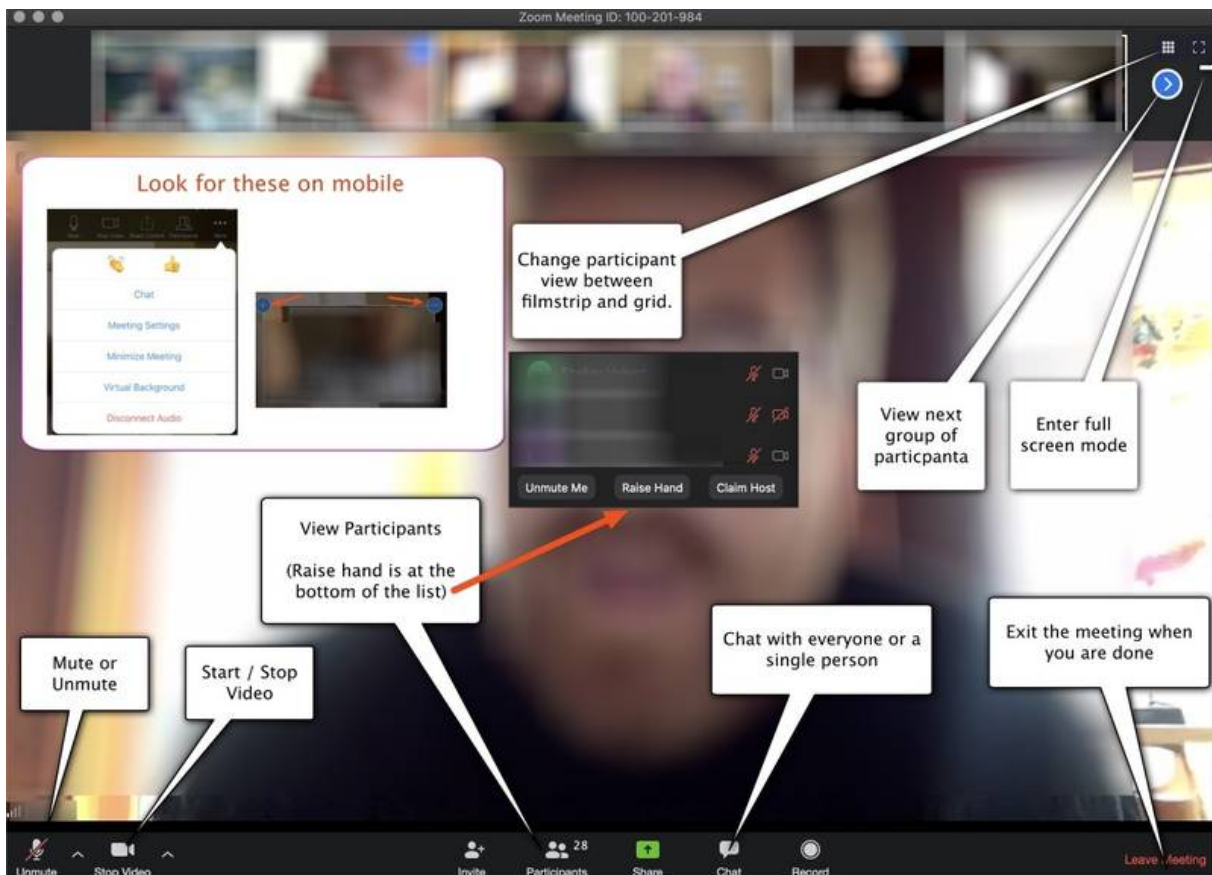 Zoom Meeting ID: 100-201-984
Look for these on mobile
Chat
Meeting Settings
Minimize Meeting
Virtual Background
Disconnect Audio
Change participant
view between
filmstrip and grid.
View next
group of
particpanta
Enter full
screen mode
Unmute Me
Raise Hand
Claim Host
View Participants
(Raise hand is at the
bottom of the list)
Mute or
Unmute
Start / Stop
Video
Chat with everyone or a
single person
Exit the meeting when
you are done
Unmute
Stop Video
Invite
Participants
28
Share
Chat
Record
Leave Meeting